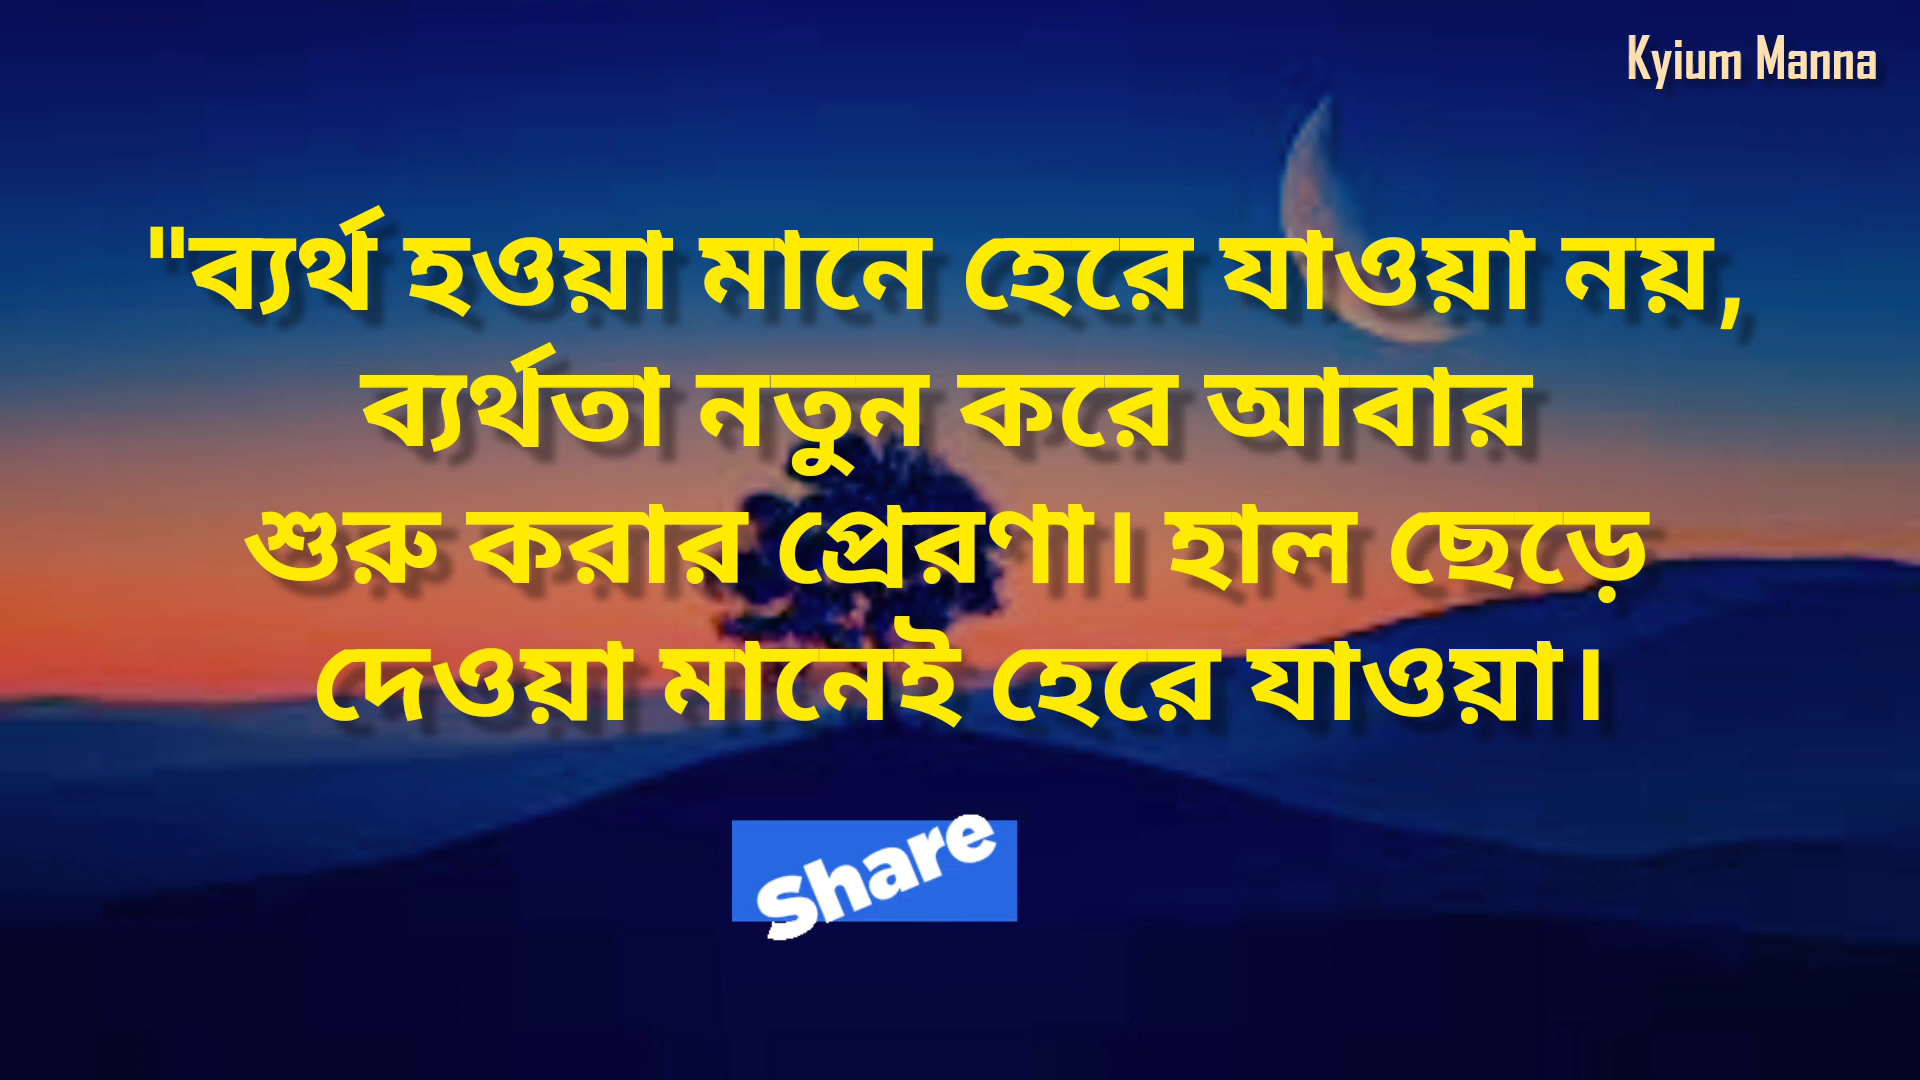 Kyium Manna
"ব্যর্থ হওয়া মানে হেরে যাওয়া নয়,
ব্যর্থতা নতুন করে আবার
শুরু করার প্রেরণা। হাল ছেড়ে
দেওয়া মানেই হেরে যাওয়া।
Share